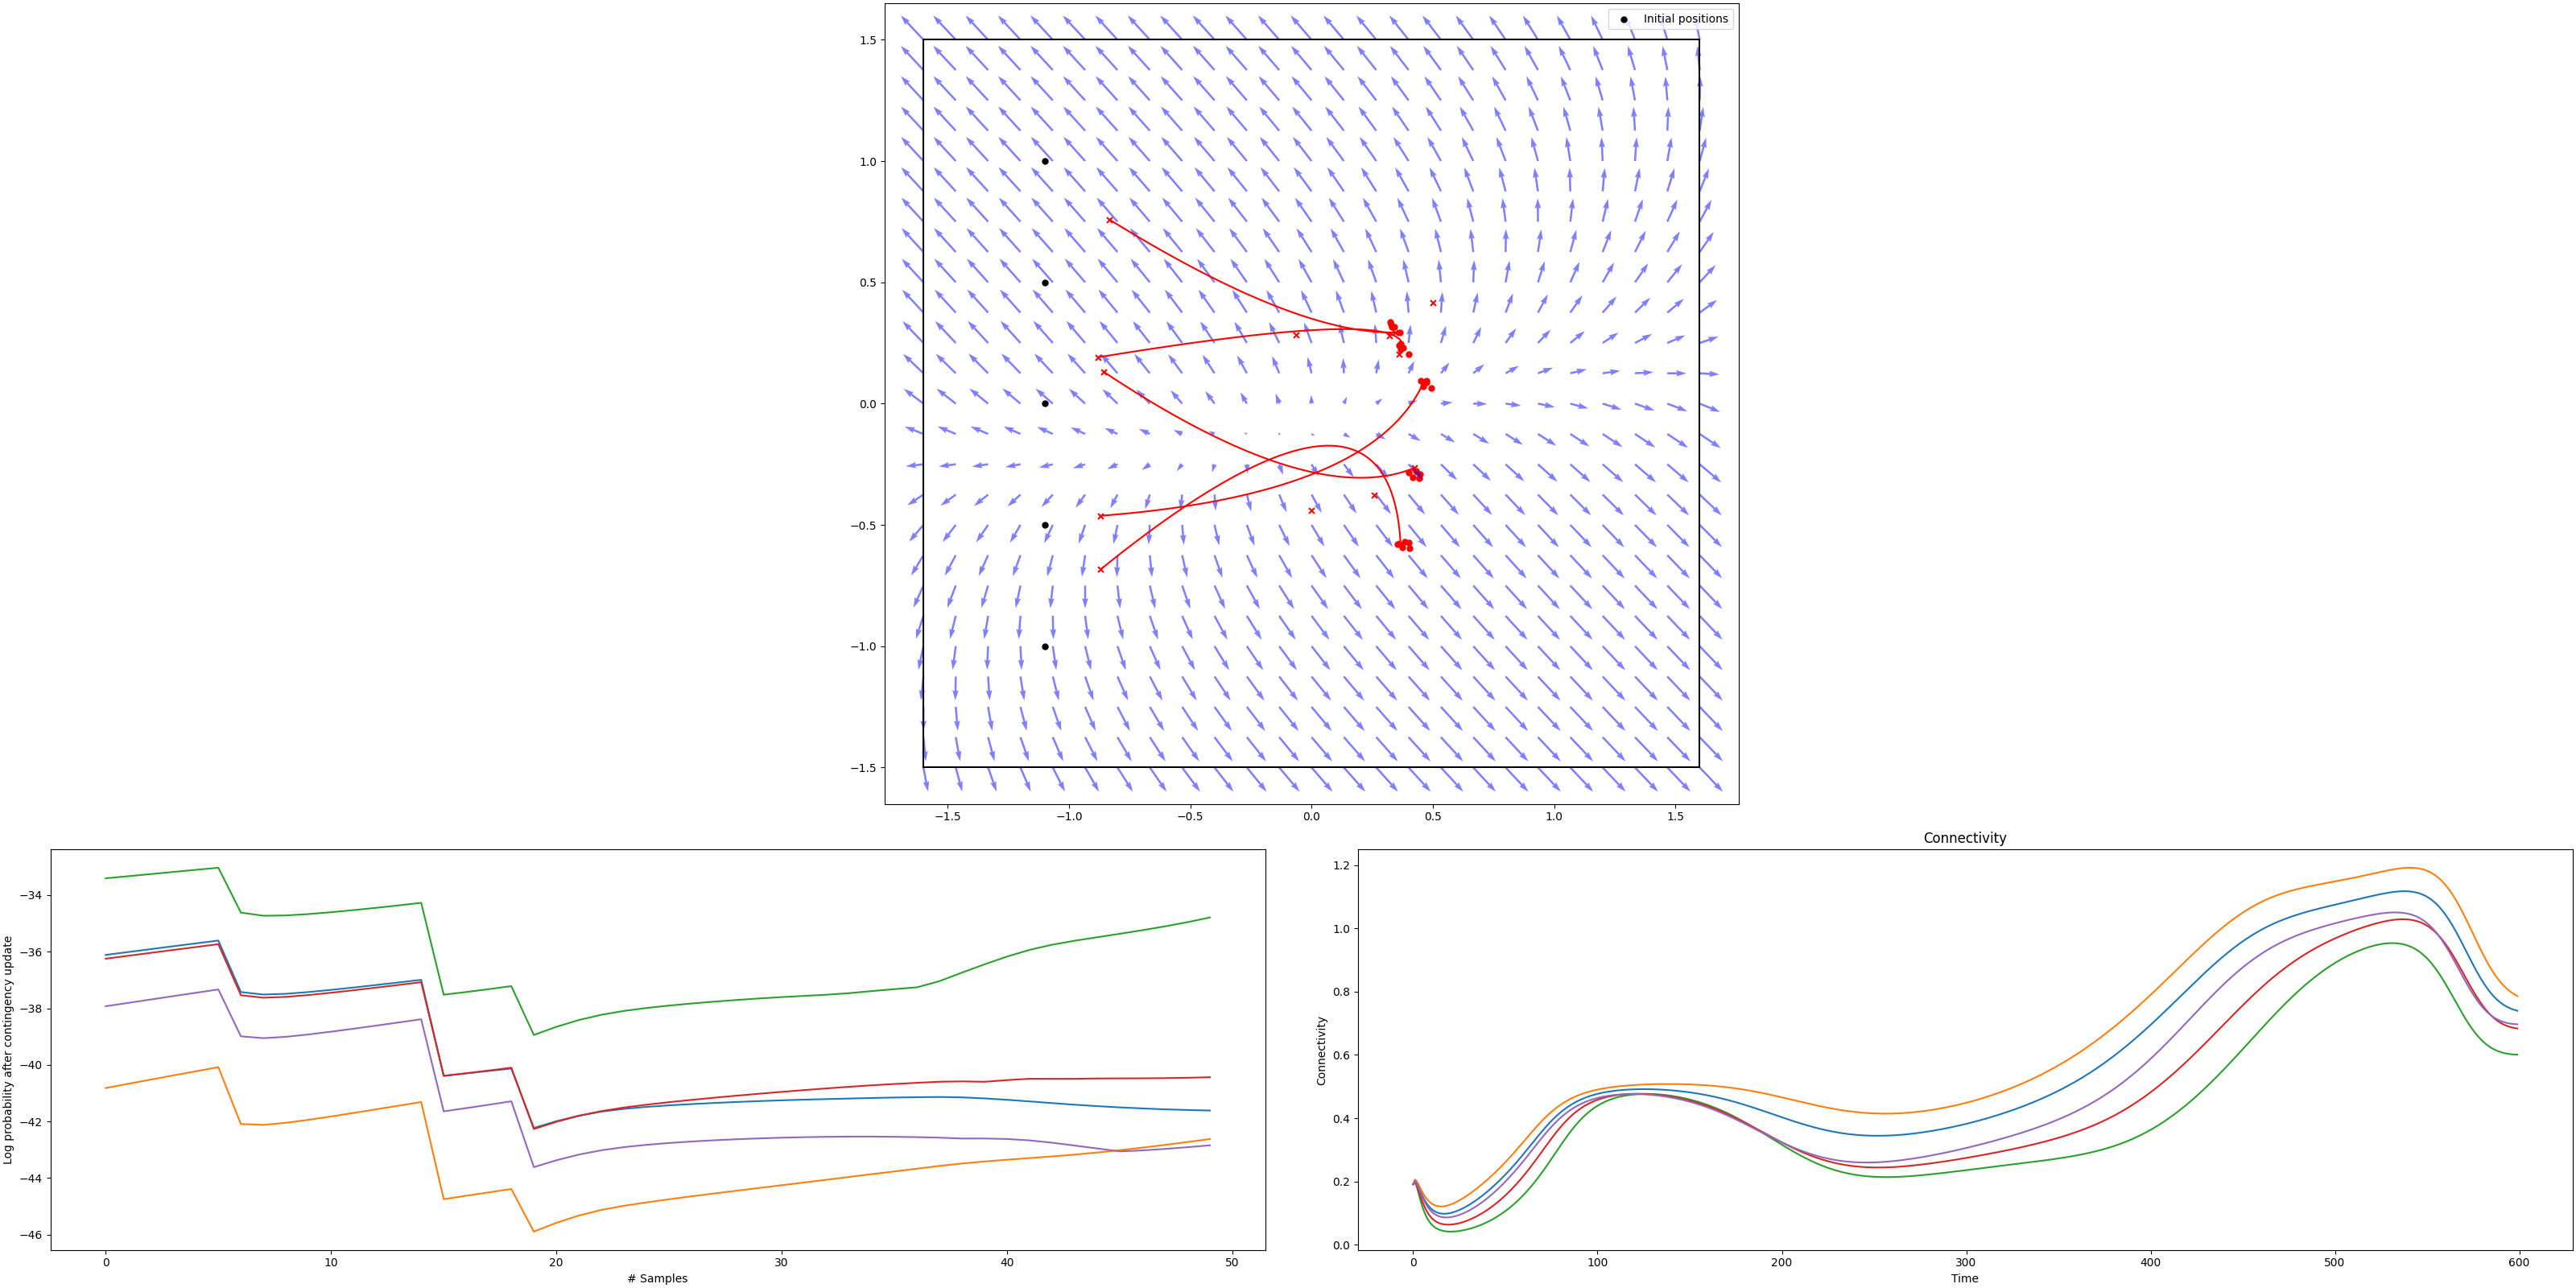 Initial positions
1.5
1.0
0.5
0.0
−0.5
−1.0
−1.5
−1.5 −1.0 −0.5 0.0 0.5 1.0 1.5
Log probability after contingency update
−34
−36
−38
−40
−42
−44
−46
0 10 20 30 40 50
# Samples
Connectivity
Connectivity
1.2
1.0
0.8
0.6
0.4
0.2
0.0
0 100 200 300 400 500 600
Time